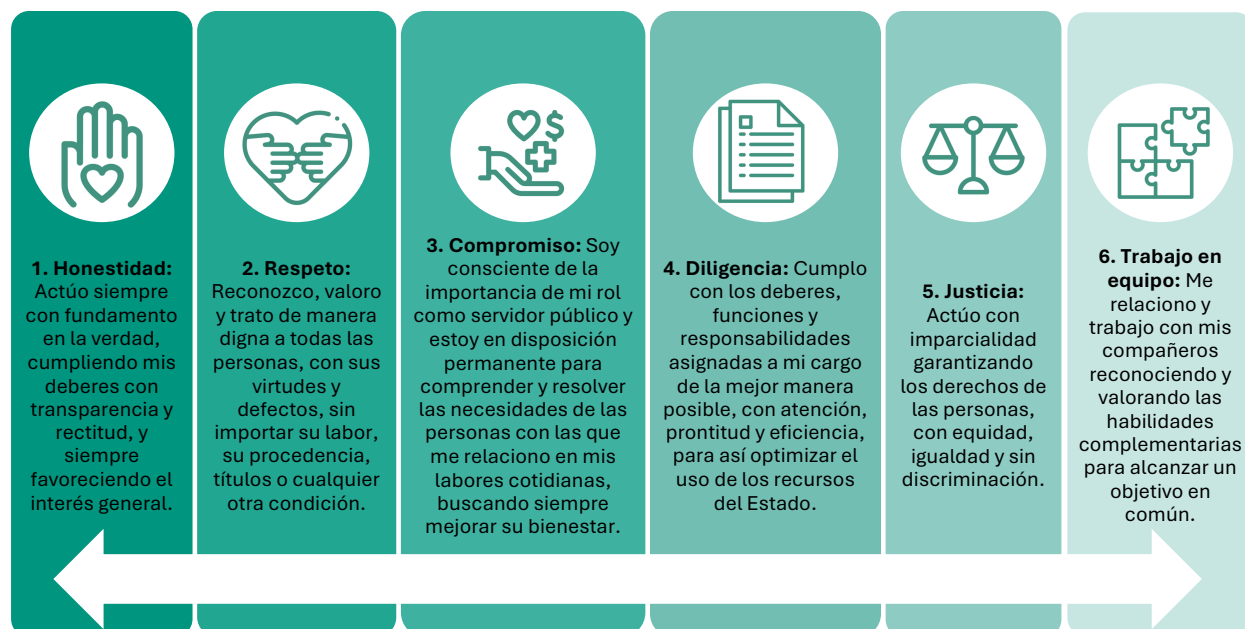 1. Honestidad:
Actúo siempre
con fundamento
en la verdad,
cumpliendo mis
deberes con
transparencia y
rectitud, y
siempre
favoreciendo el
interés general.
2. Respeto:
Reconozco, valoro
y trato de manera
digna a todas las
personas, con sus
virtudes y
defectos, sin
importar su labor,
su procedencia,
títulos o cualquier
otra condición.
$
3. Compromiso: Soy
consciente de la
importancia de mi rol
como servidor público y
estoy en disposición
permanente para
comprender y resolver
las necesidades de las
personas con las que
me relaciono en mis
labores cotidianas,
buscando siempre
mejorar su bienestar.
4. Diligencia: Cumplo
con los deberes,
funciones y
responsabilidades
asignadas a mi cargo
de la mejor manera
posible, con atención,
prontitud y eficiencia,
para así optimizar el
uso de los recursos
del Estado.
5. Justicia:
Actúo con
imparcialidad
garantizando
los derechos de
las personas,
con equidad,
igualdad y sin
discriminación.
6. Trabajo en
equipo: Me
relaciono y
trabajo con mis
compañeros
reconociendo y
valorando las
habilidades
complementarias
para alcanzar un
objetivo en
común.